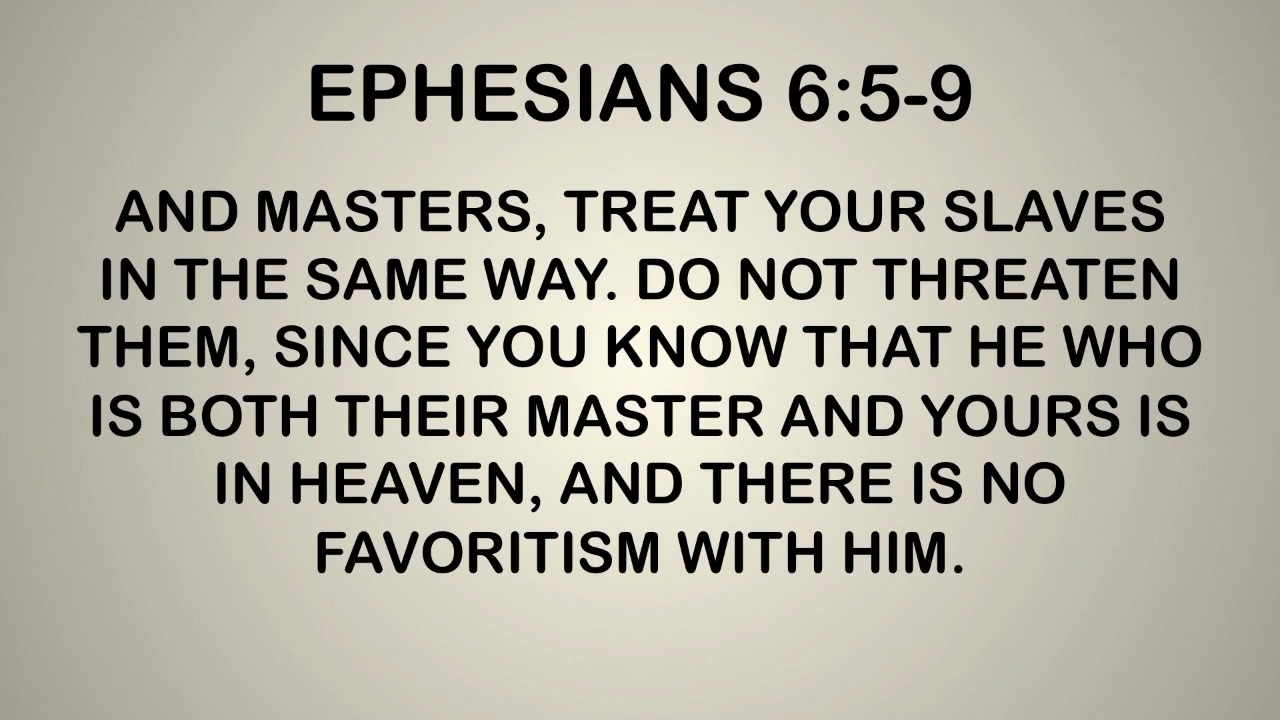 EPHESIANS 6:5-9
AND MASTERS, TREAT YOUR SLAVES
IN THE SAME WAY. DO NOT THREATEN
THEM, SINCE YOU KNOW THAT HE WHO
IS BOTH THEIR MASTER AND YOURS IS
IN HEAVEN, AND THERE IS NO
FAVORITISM WITH HIM.